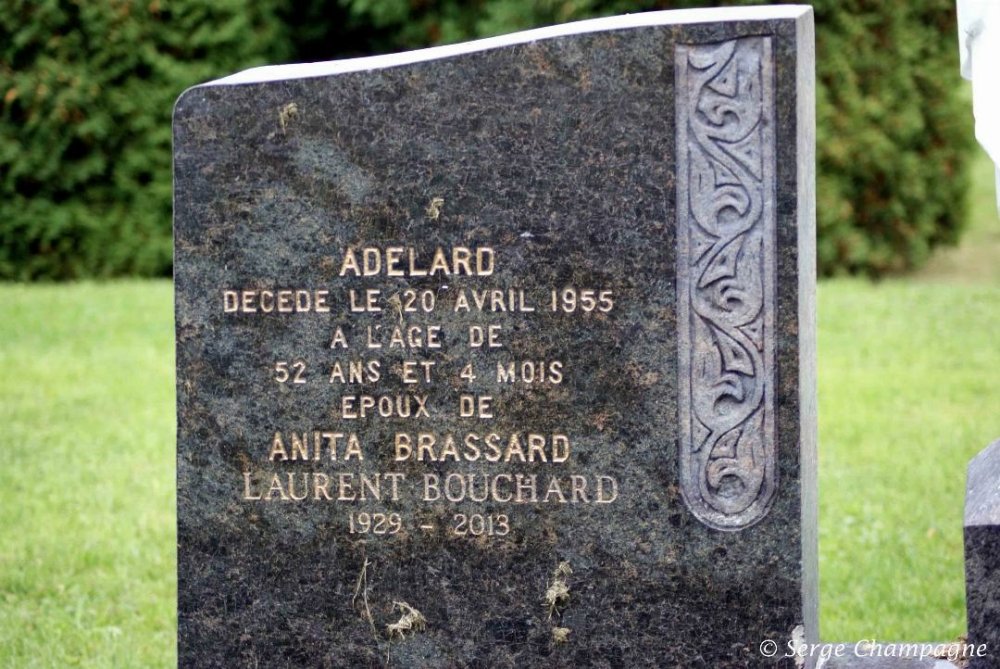 ADELARD
DECEDE LE 20 AVRIL 1955
A L'AGE DE
52 ANS ET 4 MOIS
EPOUX DE
ANITA BRASSARD
LAURENT BOUCHARD
1929 - 2013
© Serge Champagne